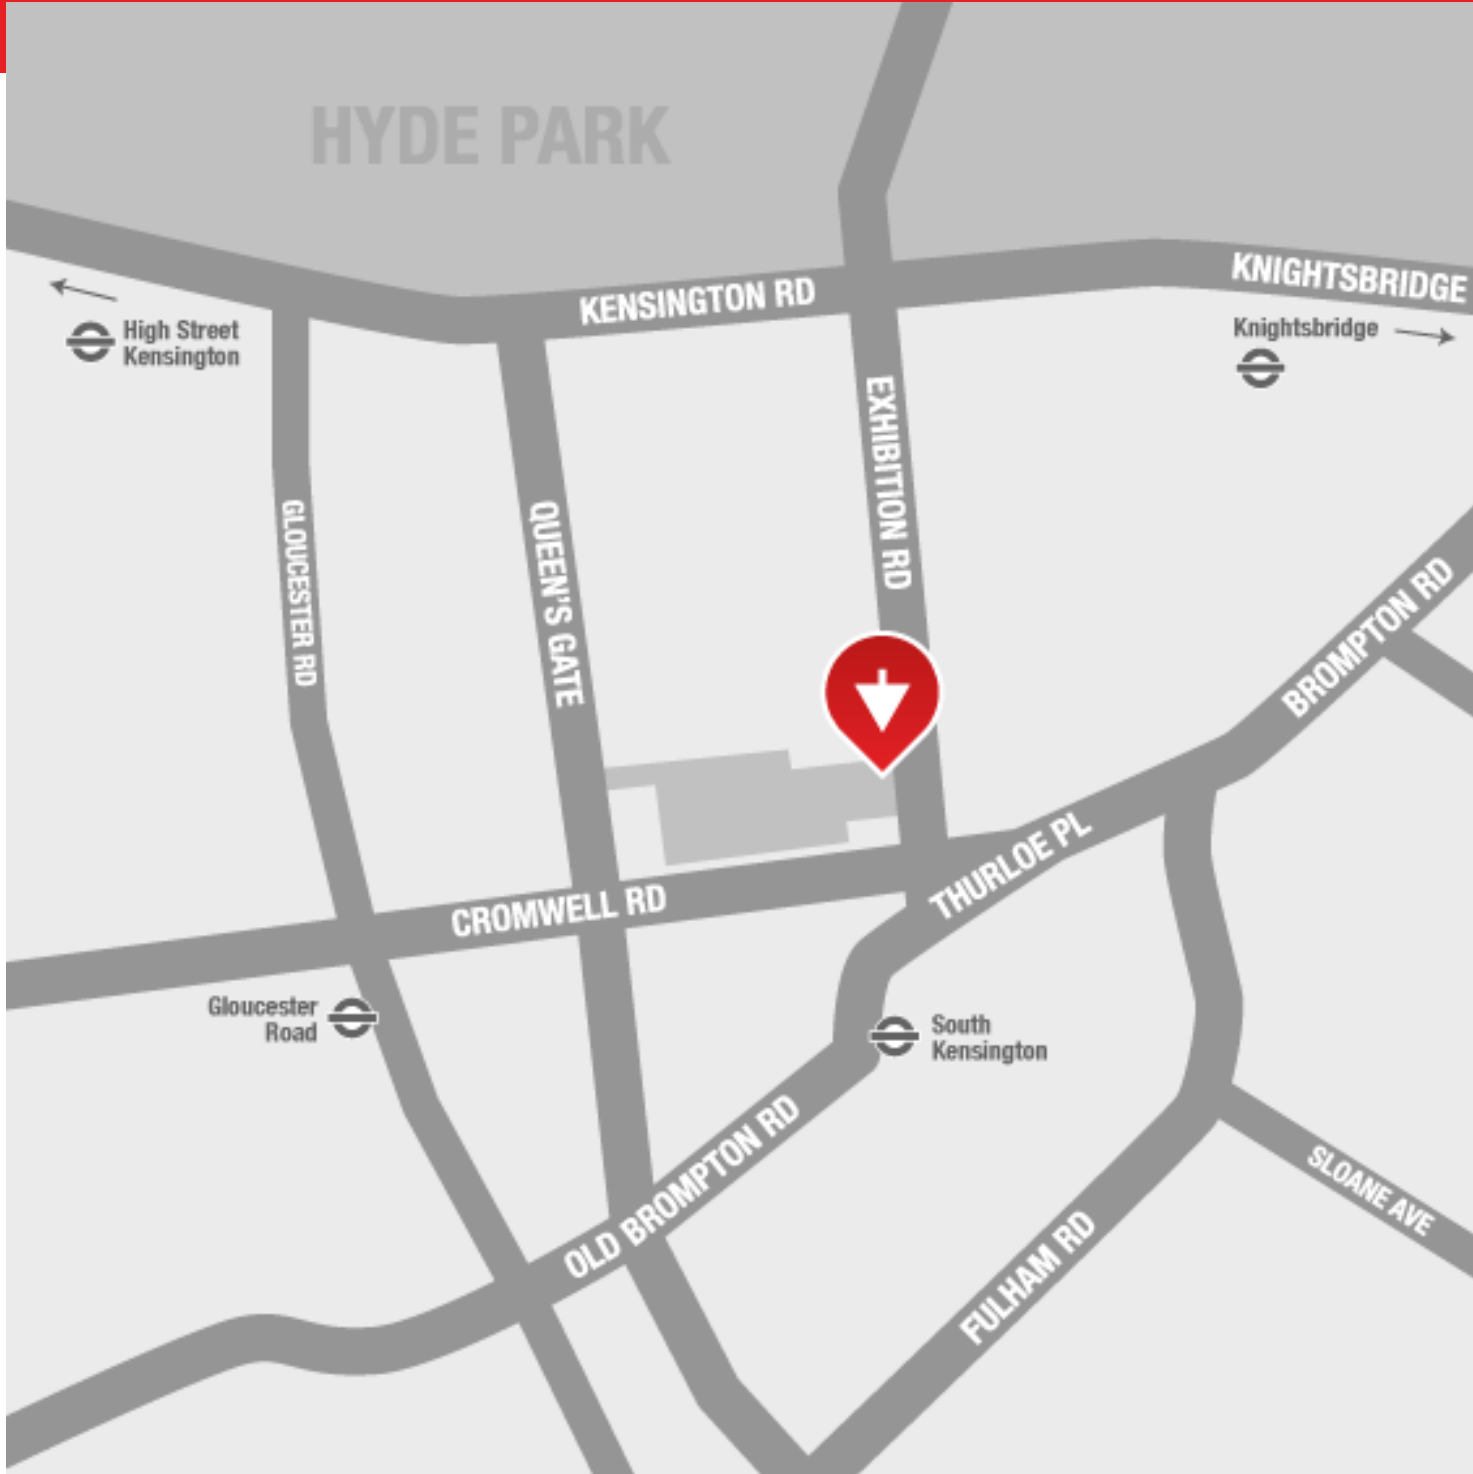 HYDE PARK
KENSINGTON RD
KNIGHTSBRIDGE
High Street
Kensington
Knightsbridge
EXHIBITION RD
GLOUCESTER RD
QUEEN'S GATE
BROMPTON RD
THURLOE PL
CROMWELL RD
Gloucester
Road
South
Kensington
OLD BROMPTON RD
SLOANE AVE
FULHAM RD